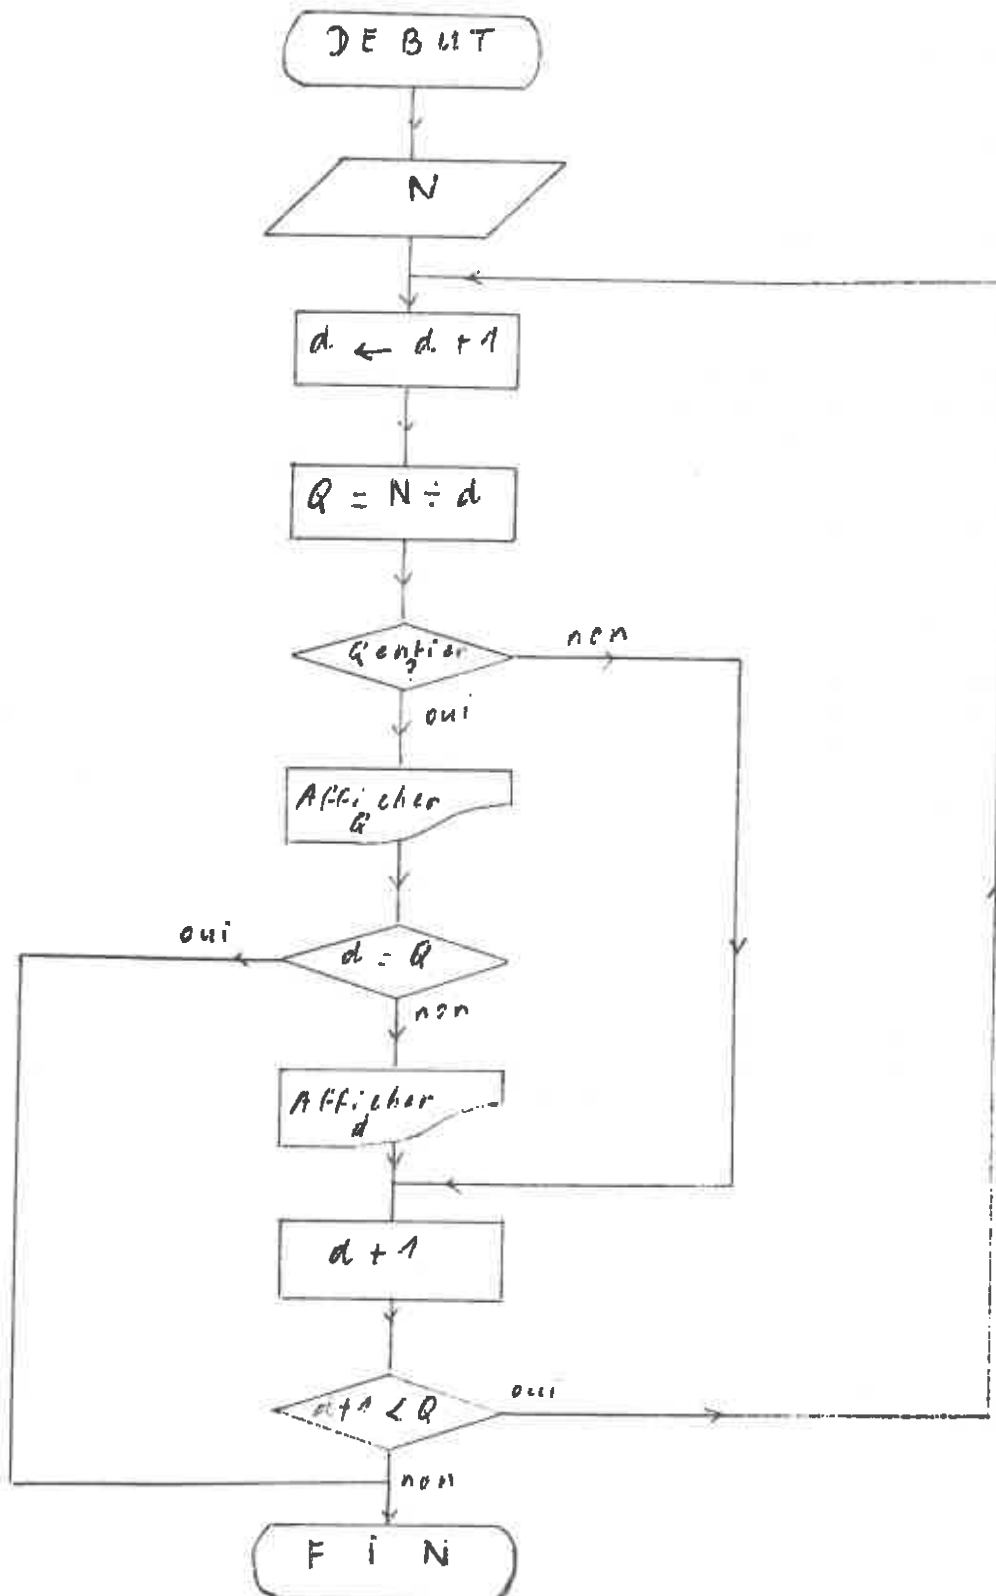 DEBUT
N
d ← d + 1
Q = N ÷ d
Q entier
?
non
oui
Afficher
Q
oui
d = Q
non
Afficher
d
d + 1
d+1 < Q
oui
non
FiN